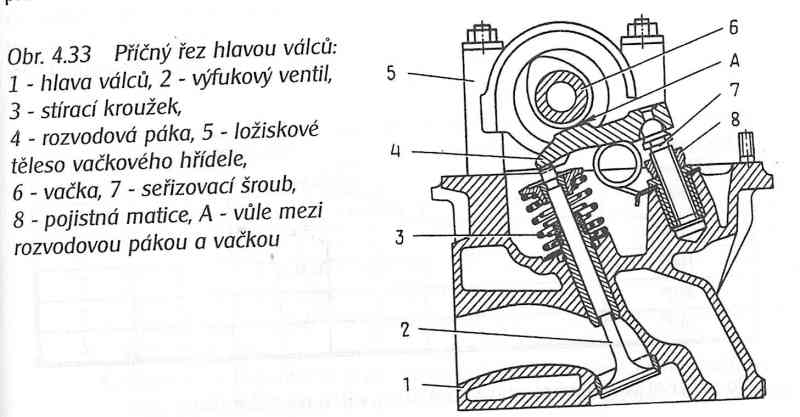 Obr. 4.33 Příčný řez hlavou válců:
1 - hlava válců, 2 - výfukový ventil,
3 - stírací kroužek,
4 - rozvodová páka, 5 - ložiskové
těleso vačkového hřídele,
6 - vačka, 7 - seřizovací šroub,
8 - pojistná matice, A - vůle mezi
rozvodovou pákou a vačkou
6
A
5
7
8
4
3
2
1